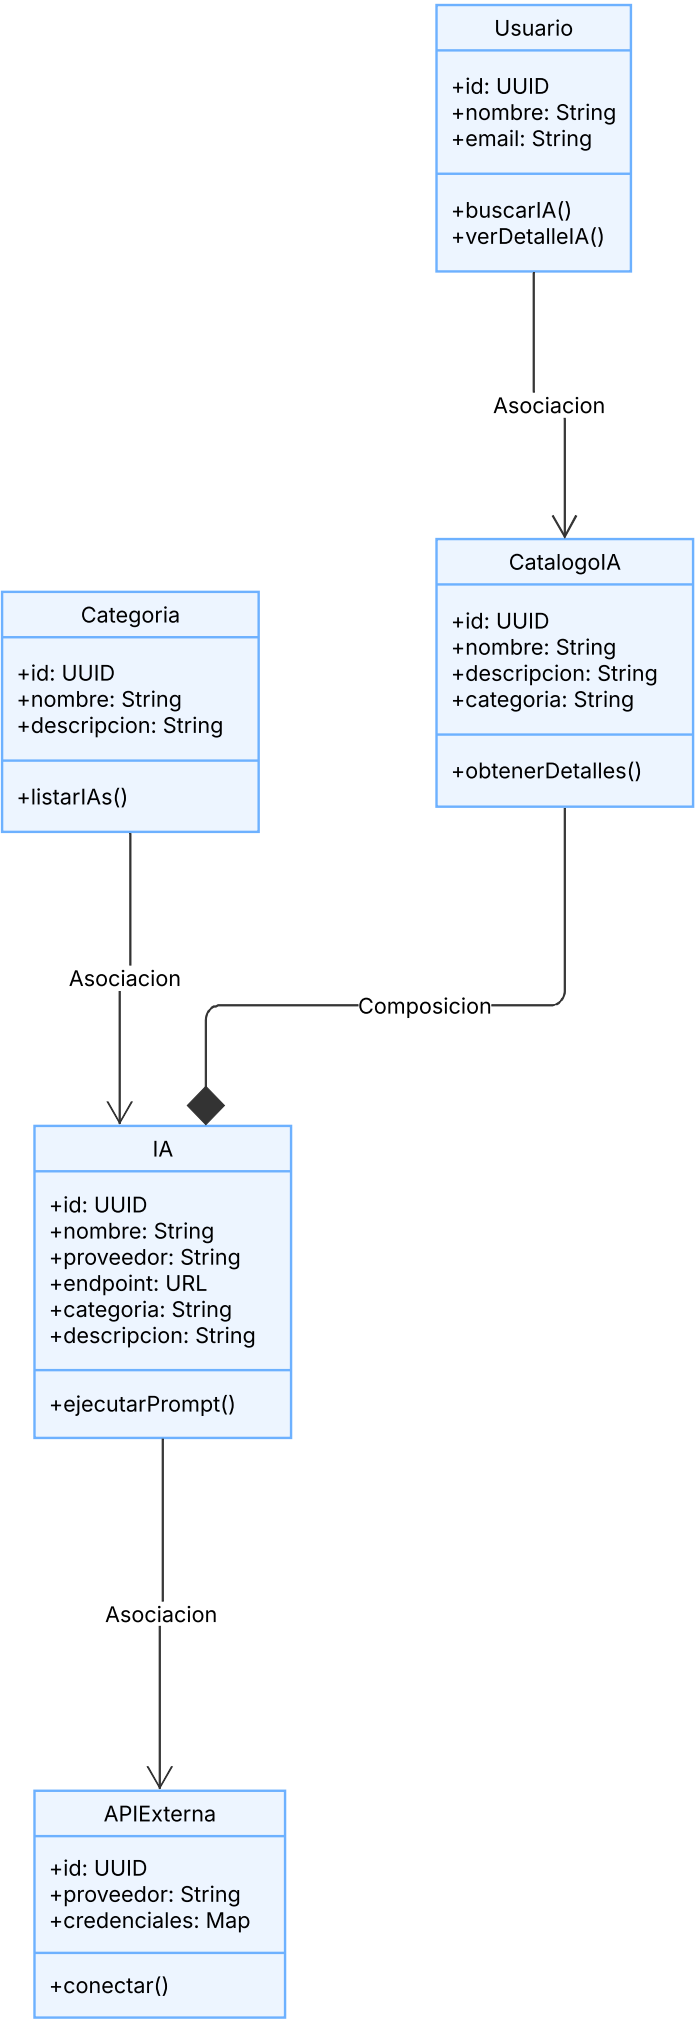 Usuario
+id: UUID
+nombre: String
+email: String
+buscarIA()
+verDetalleIA()
Asociacion
CatalogoIA
+id: UUID
+nombre: String
+descripcion: String
+categoria: String
+obtenerDetalles()
Categoria
+id: UUID
+nombre: String
+descripcion: String
+listarIAs()
Asociacion
Composicion
IA
+id: UUID
+nombre: String
+proveedor: String
+endpoint: URL
+categoria: String
+descripcion: String
+ejecutarPrompt()
Asociacion
APIExterna
+id: UUID
+proveedor: String
+credenciales: Map
+conectar()